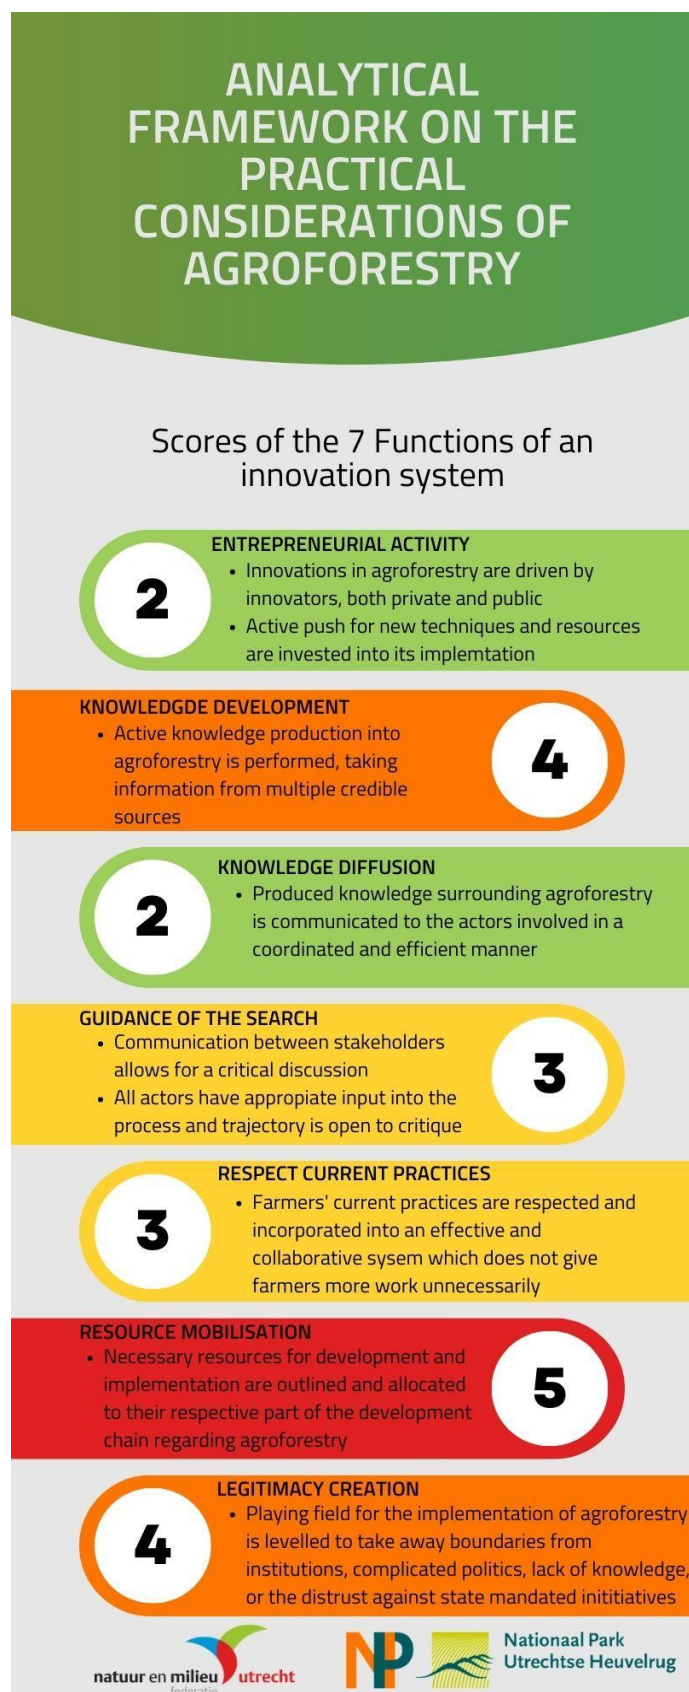 ANALYTICAL
FRAMEWORK ON THE
PRACTICAL
CONSIDERATIONS OF
AGROFORESTRY
Scores of the 7 Functions of an
innovation system
2
ENTREPRENEURIAL ACTIVITY
• Innovations in agroforestry are driven by
innovators, both private and public
• Active push for new techniques and resources
are invested into its implemtation
KNOWLEDGDE DEVELOPMENT
• Active knowledge production into
agroforestry is performed, taking
information from multiple credible
sources
4
2
KNOWLEDGE DIFFUSION
• Produced knowledge surrounding agroforestry
is communicated to the actors involved in a
coordinated and efficient manner
GUIDANCE OF THE SEARCH
• Communication between stakeholders
allows for a critical discussion
• All actors have appropiate input into the
process and trajectory is open to critique
3
3
RESPECT CURRENT PRACTICES
• Farmers' current practices are respected and
incorporated into an effective and
collaborative sysem which does not give
farmers more work unnecessarily
RESOURCE MOBILISATION
• Necessary resources for development and
implementation are outlined and allocated
to their respective part of the development
chain regarding agroforestry
5
4
LEGITIMACY CREATION
• Playing field for the implementation of agroforestry
is levelled to take away boundaries from
institutions, complicated politics, lack of knowledge,
or the distrust against state mandated inititiatives
natuur en milieu utrecht
federatie
NP
Nationaal Park
Utrechtse Heuvelrug